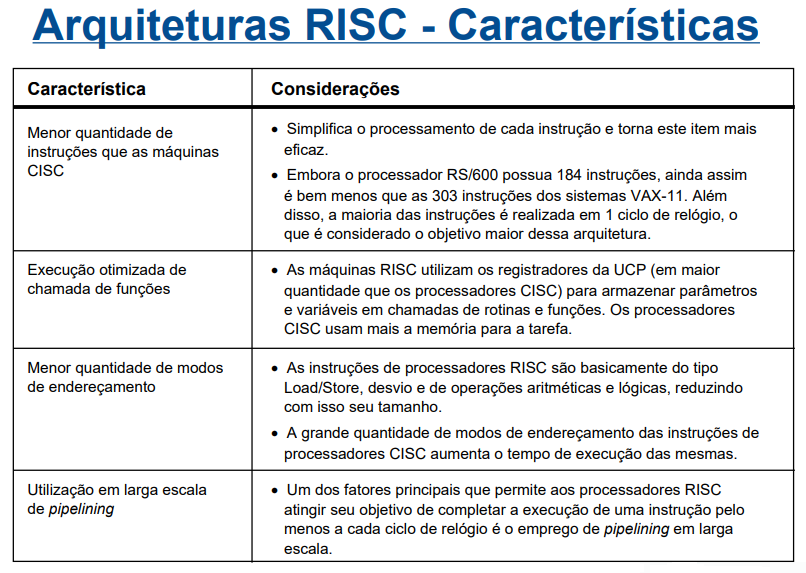 Arquiteturas RISC - Características
Característica
Considerações
Menor quantidade de
instruções que as máquinas
CISC
• Simplifica o processamento de cada instrução e torna este item mais
eficaz.
• Embora o processador RS/600 possua 184 instruções, ainda assim
é bem menos que as 303 instruções dos sistemas VAX-11. Além
disso, a maioria das instruções é realizada em 1 ciclo de relógio, o
que é considerado o objetivo maior dessa arquitetura.
Execução otimizada de
chamada de funções
• As máquinas RISC utilizam os registradores da UCP (em maior
quantidade que os processadores CISC) para armazenar parâmetros
e variáveis em chamadas de rotinas e funções. Os processadores
CISC usam mais a memória para a tarefa.
Menor quantidade de modos
de endereçamento
• As instruções de processadores RISC são basicamente do tipo
Load/Store, desvio e de operações aritméticas e lógicas, reduzindo
com isso seu tamanho.
• A grande quantidade de modos de endereçamento das instruções de
processadores CISC aumenta o tempo de execução das mesmas.
Utilização em larga escala
de pipelining
• Um dos fatores principais que permite aos processadores RISC
atingir seu objetivo de completar a execução de uma instrução pelo
menos a cada ciclo de relógio é o emprego de pipelining em larga
escala.